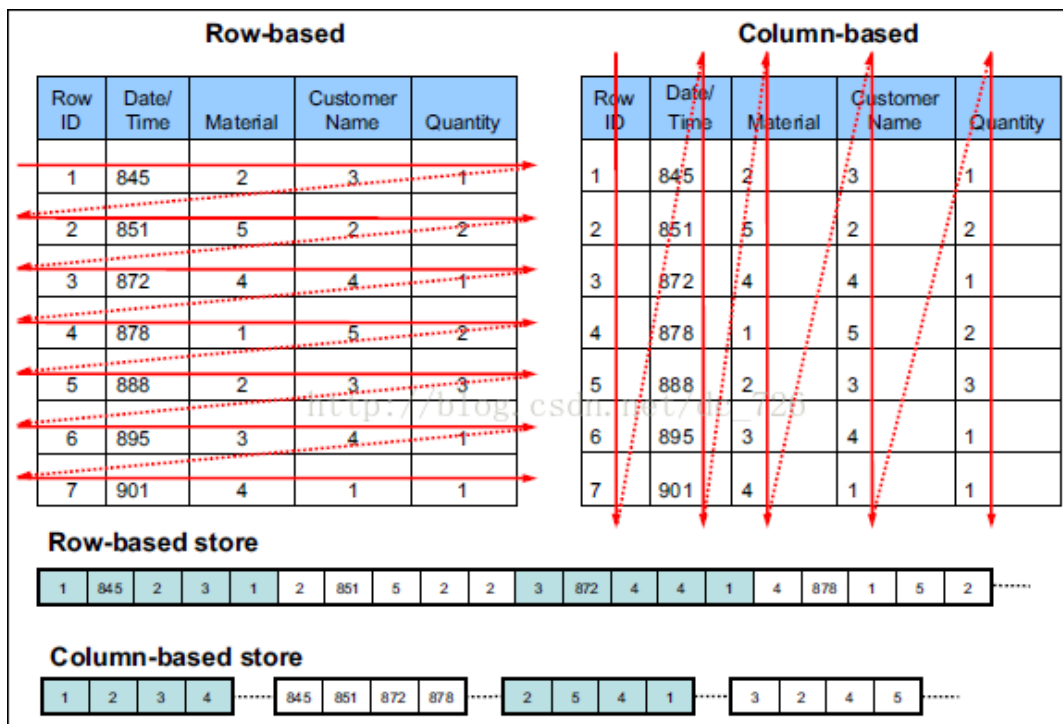 Row-based
Row ID Date/ Time Material Customer Name Quantity
1 845 2 3 1
2 851 5 2 2
3 872 4 4 1
4 878 1 5 2
5 888 2 3 3
6 895 3 4 1
7 901 4 1 1
Column-based
Row ID Date/ Time Material Customer Name Quantity
1 845 2 3 1
2 851 5 2 2
3 872 4 4 1
4 878 1 5 2
5 888 2 3 3
6 895 3 4 1
7 901 4 1 1
http://blog.csdn.net/dc_726
Row-based store
1 845 2 3 1 2 851 5 2 2 3 872 4 4 1 4 878 1 5 2
Column-based store
1 2 3 4 845 851 872 878 2 5 4 1 3 2 4 5